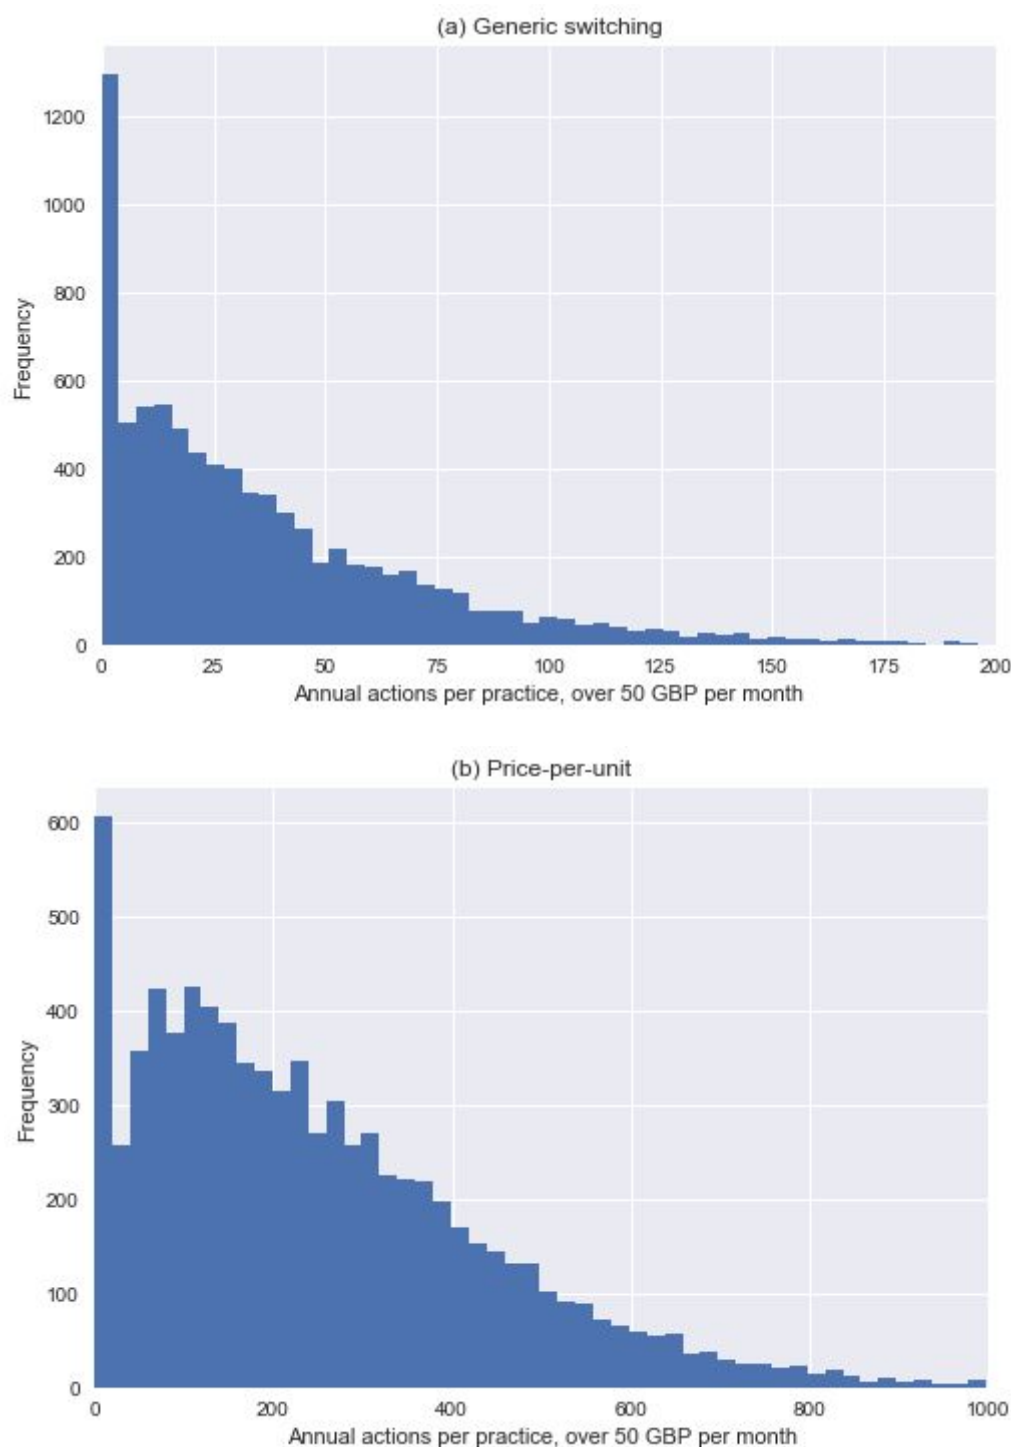 (a) Generic switching
1200
1000
800
600
400
200
0
Frequency
0 25 50 75 100 125 150 175 200
Annual actions per practice, over 50 GBP per month
(b) Price-per-unit
600
500
400
300
200
100
0
Frequency
0 200 400 600 800 1000
Annual actions per practice, over 50 GBP per month